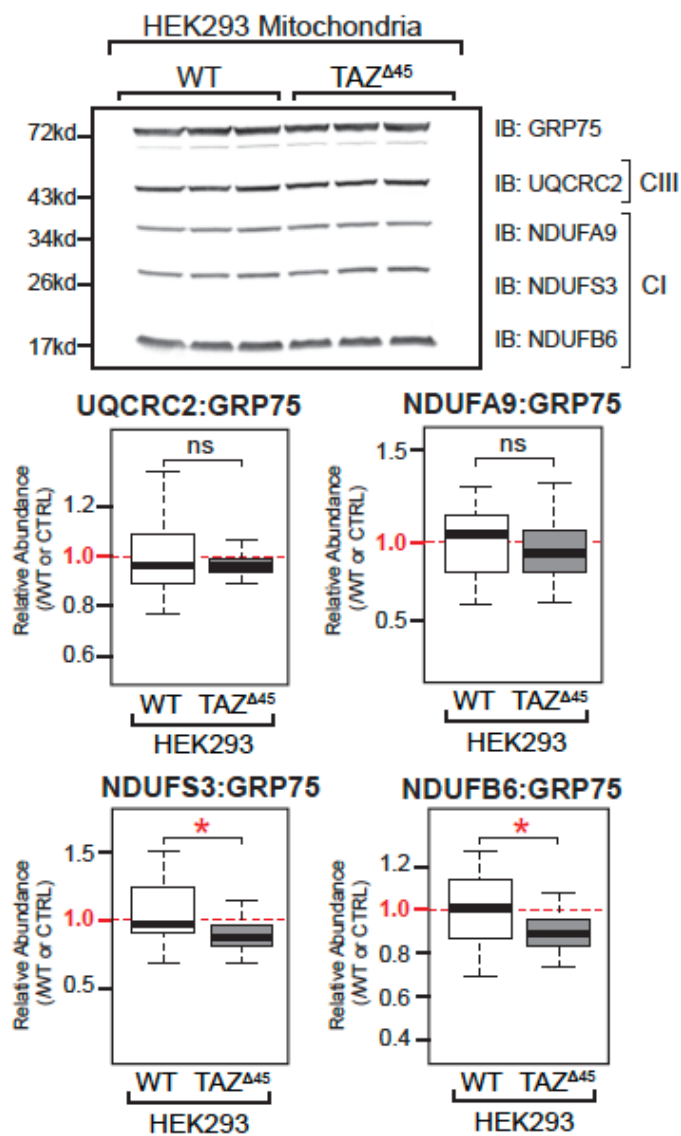 HEK293 Mitochondria
WT TAZΔ45
72kd IB: GRP75
43kd IB: UQCRC2 CIII
34kd IB: NDUFA9
26kd IB: NDUFS3 CI
17kd IB: NDUFB6
UQCRC2:GRP75
Relative Abundance
(/WT or CTRL)
1.2
1.0
0.8
0.6
ns
WT TAZΔ45
HEK293
NDUFA9:GRP75
Relative Abundance
(/WT or CTRL)
1.5
1.0
0.5
ns
WT TAZΔ45
HEK293
NDUFS3:GRP75
Relative Abundance
(/WT or CTRL)
1.5
1.0
0.5
*
WT TAZΔ45
HEK293
NDUFB6:GRP75
Relative Abundance
(/WT or CTRL)
1.2
1.0
0.8
0.6
0.4
*
WT TAZΔ45
HEK293